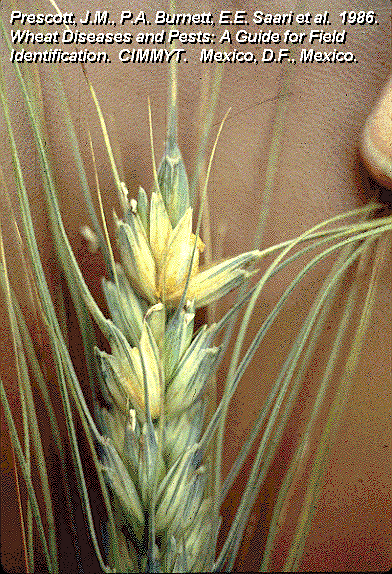 Prescott, J.M., P.A. Burnett, E.E. Saari et al.  1986.
Wheat Diseases and Pests: A Guide for Field
Identification.  CIMMYT.   Mexico, D.F., Mexico.